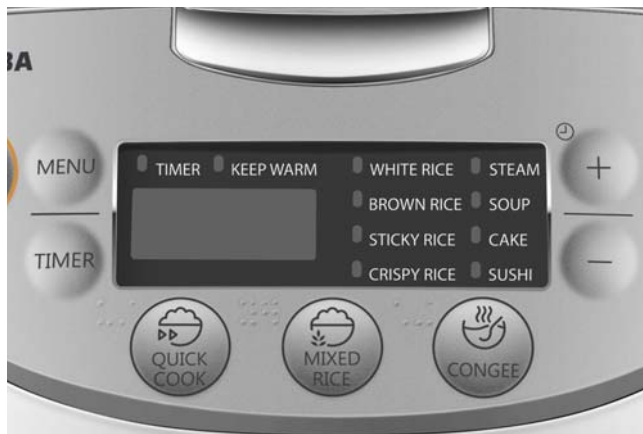 BA
MENU
TIMER
TIMER
KEEP WARM
WHITE RICE
BROWN RICE
STICKY RICE
CRISPY RICE
STEAM
SOUP
CAKE
SUSHI
+
−
QUICK
COOK
MIXED
RICE
CONGEE